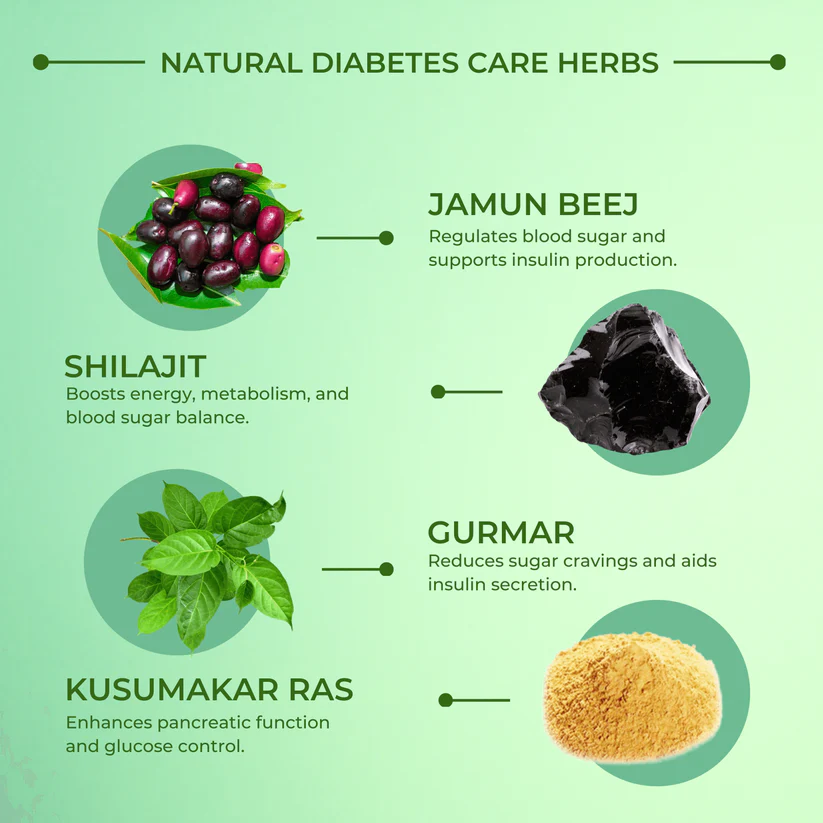 NATURAL DIABETES CARE HERBS
JAMUN BEEJ
Regulates blood sugar and
supports insulin production.
SHILAJIT
Boosts energy, metabolism, and
blood sugar balance.
GURMAR
Reduces sugar cravings and aids
insulin secretion.
KUSUMAKAR RAS
Enhances pancreatic function
and glucose control.